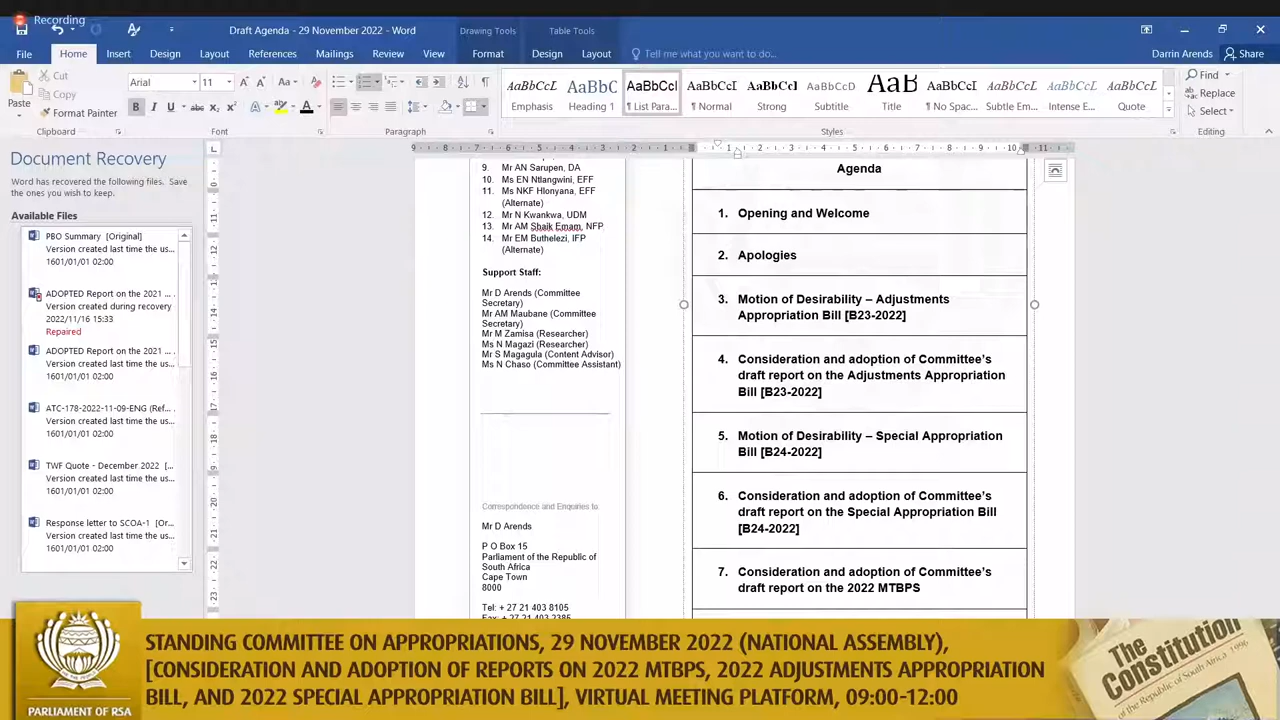 Recording
Draft Agenda - 29 November 2022 - Word
Drawing Tools
Table Tools
File
Home
Insert
Design
Layout
References
Mailings
Review
View
Format
Design
Layout
Tell me what you want to do...
Darrin Arends
Share
Paste
Cut
Copy
Format Painter
Clipboard
Arial
11
Font
Paragraph
AaBbCcI
Emphasis
AaBbC
Heading 1
AaBbCcI
¶ List Para...
AaBbCcI
¶ Normal
AaBbCcI
Strong
AaBbCcD
Subtitle
AaB
Title
AaBbCcI
¶ No Spac...
AaBbCcI
Subtle Em...
AaBbCcI
Intense E...
AaBbCcI
Quote
Styles
Find
Replace
Select
Editing
Document Recovery
Word has recovered the following files. Save
the ones you wish to keep.
Available Files
PBO Summary [Original]
Version created last time the us...
1601/01/01 02:00
ADOPTED Report on the 2021 ...
Version created during recovery
2022/11/16 15:33
Repaired
ADOPTED Report on the 2021 ...
Version created last time the us...
1601/01/01 02:00
ATC-178-2022-11-09-ENG (Ref...
Version created last time the us...
1601/01/01 02:00
TWF Quote - December 2022 [...
Version created last time the us...
1601/01/01 02:00
Response letter to SCOA-1 [Or...
Version created last time the us...
1601/01/01 02:00
9. Mr AN Sarupen, DA
10. Ms EN Ntlangwini, EFF
11. Ms NKF Hlonyana, EFF
(Alternate)
12. Mr N Kwankwa, UDM
13. Mr AM Shaik Emam, NFP
14. Mr EM Buthelezi, IFP
(Alternate)
Support Staff:
Mr D Arends (Committee
Secretary)
Mr AM Maubane (Committee
Secretary)
Mr M Zamisa (Researcher)
Ms N Magazi (Researcher)
Mr S Magagula (Content Advisor)
Ms N Chaso (Committee Assistant)
Correspondence and Enquiries to
Mr D Arends
P O Box 15
Parliament of the Republic of
South Africa
Cape Town
8000
Tel: + 27 21 403 8105
Fax: + 27 21 403 2385
Agenda
1. Opening and Welcome
2. Apologies
3. Motion of Desirability – Adjustments
Appropriation Bill [B23-2022]
4. Consideration and adoption of Committee's
draft report on the Adjustments Appropriation
Bill [B23-2022]
5. Motion of Desirability – Special Appropriation
Bill [B24-2022]
6. Consideration and adoption of Committee's
draft report on the Special Appropriation Bill
[B24-2022]
7. Consideration and adoption of Committee's
draft report on the 2022 MTBPS
STANDING COMMITTEE ON APPROPRIATIONS, 29 NOVEMBER 2022 (NATIONAL ASSEMBLY),
[CONSIDERATION AND ADOPTION OF REPORTS ON 2022 MTBPS, 2022 ADJUSTMENTS APPROPRIATION
BILL, AND 2022 SPECIAL APPROPRIATION BILL], VIRTUAL MEETING PLATFORM, 09:00-12:00
PARLIAMENT OF RSA
The
Constitution
of the Republic of South Africa, 1996